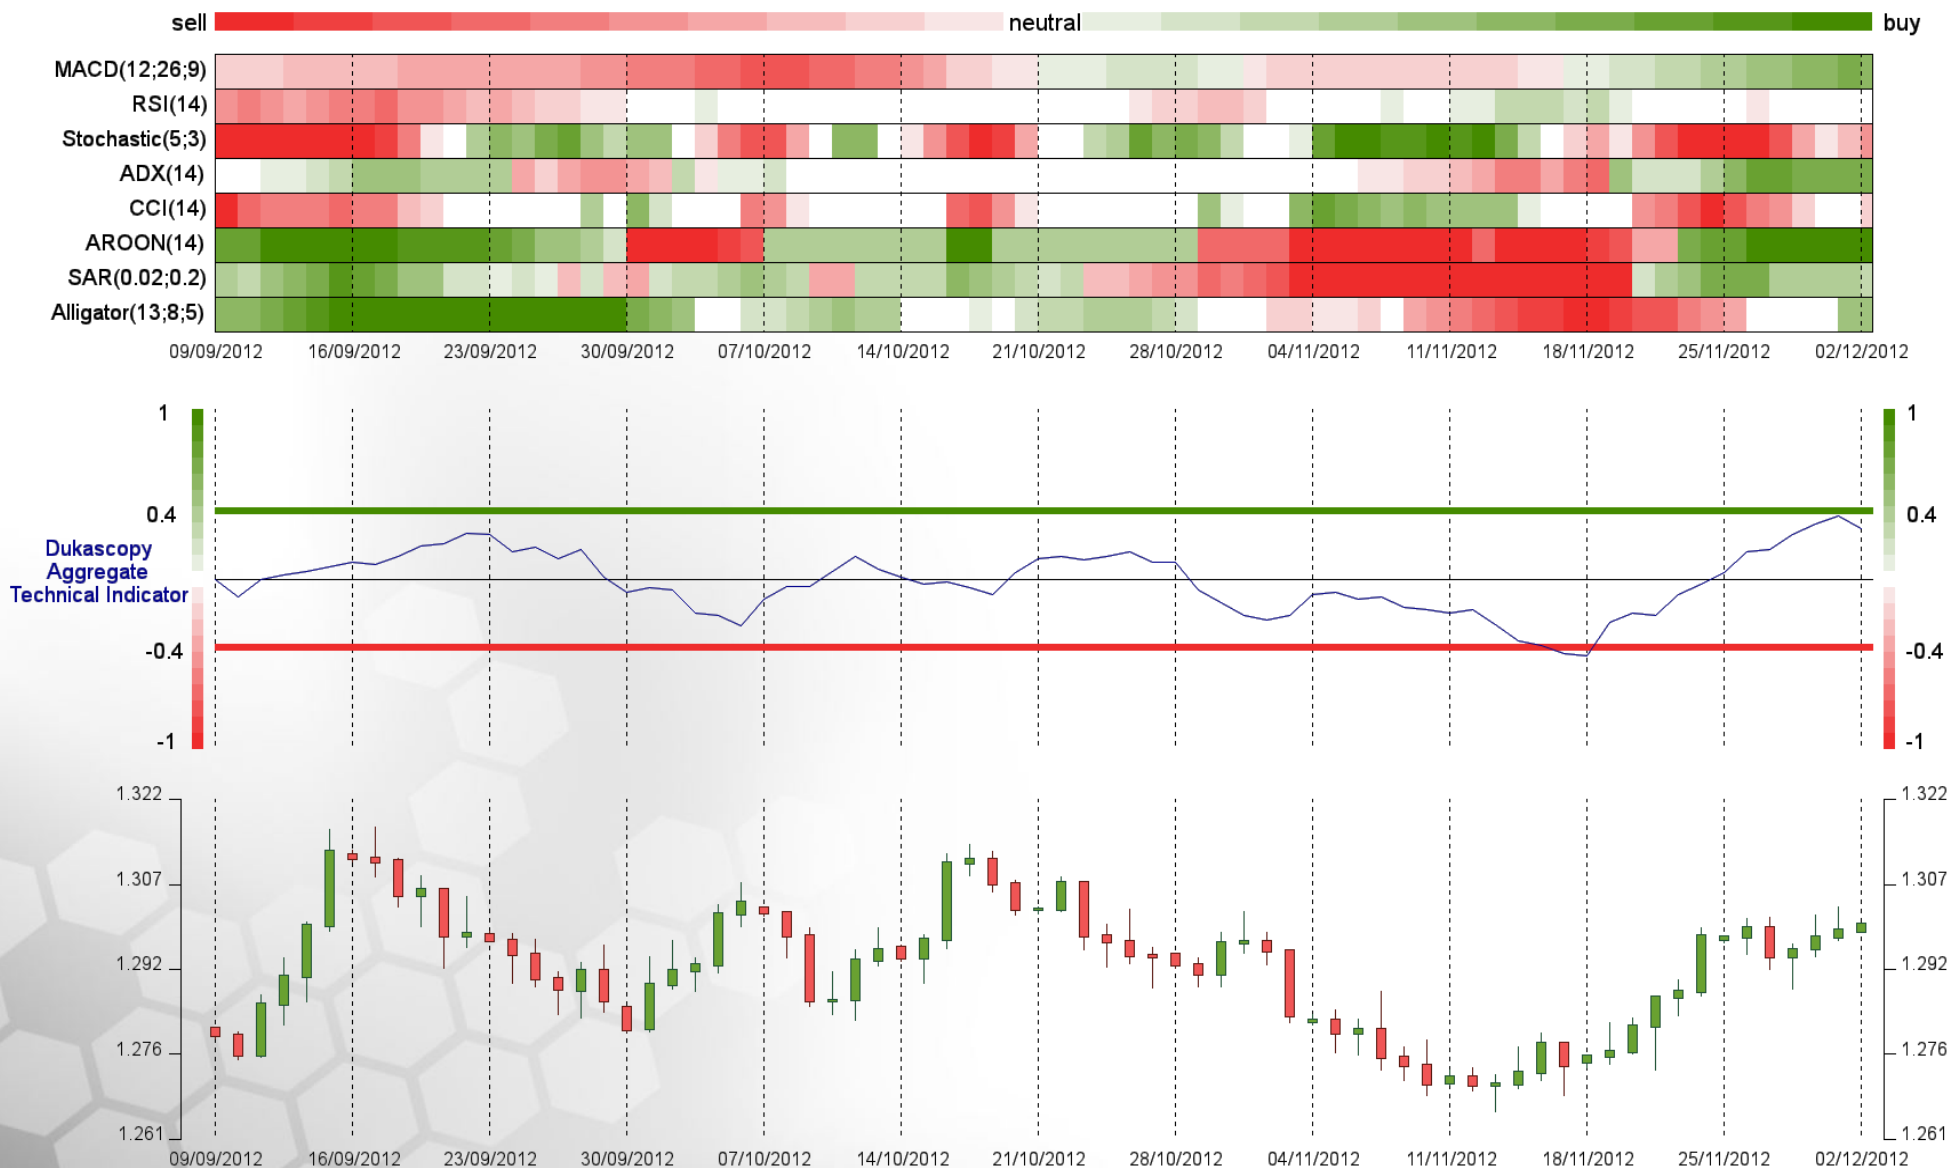 sell neutral buy
MACD(12;26;9)
RSI(14)
Stochastic(5;3)
ADX(14)
CCI(14)
AROON(14)
SAR(0.02;0.2)
Alligator(13;8;5)
09/09/2012 16/09/2012 23/09/2012 30/09/2012 07/10/2012 14/10/2012 21/10/2012 28/10/2012 04/11/2012 11/11/2012 18/11/2012 25/11/2012 02/12/2012
1 1
0.4 0.4
Dukascopy
Aggregate
Technical Indicator
-0.4 -0.4
-1 -1
1.322 1.322
1.307 1.307
1.292 1.292
1.276 1.276
1.261 1.261
09/09/2012 16/09/2012 23/09/2012 30/09/2012 07/10/2012 14/10/2012 21/10/2012 28/10/2012 04/11/2012 11/11/2012 18/11/2012 25/11/2012 02/12/2012